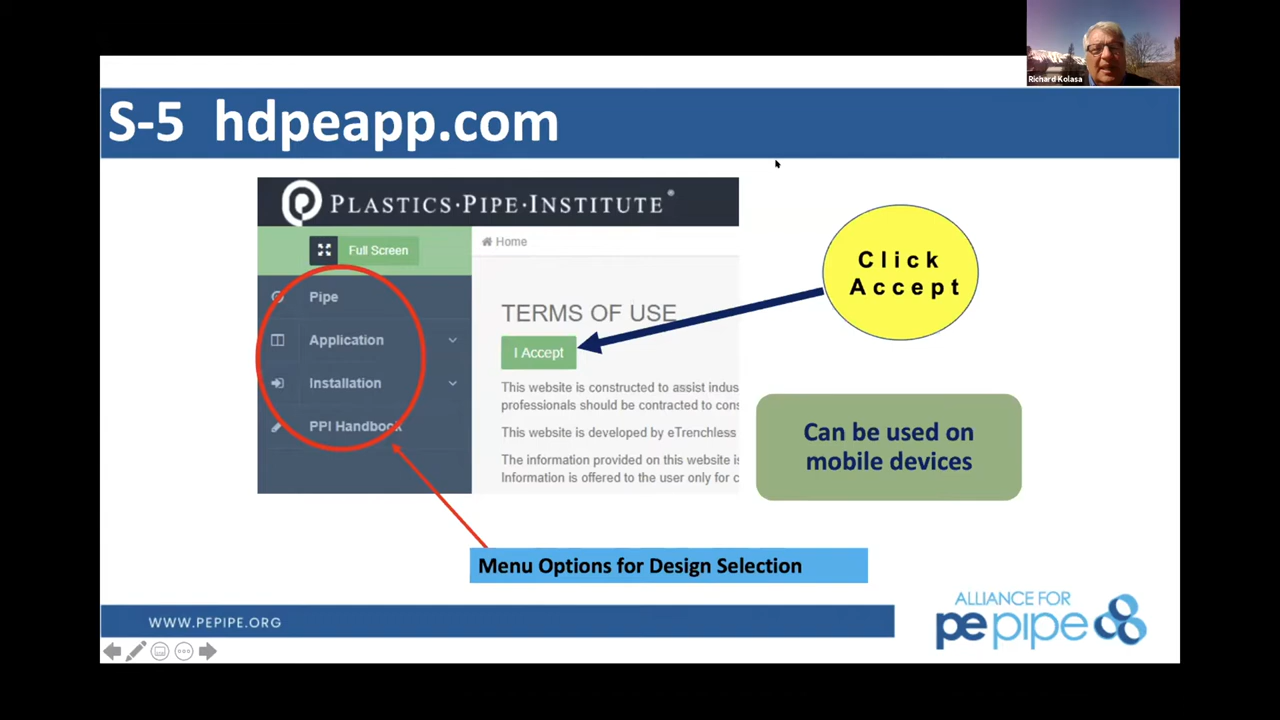 Richard Kolasa
S-5 hdpeapp.com
PLASTICS·PIPE·INSTITUTE®
Full Screen
Home
Pipe
Application
Installation
PPI Handbook
TERMS OF USE
I Accept
This website is constructed to assist indus
professionals should be contracted to cons
This website is developed by eTrenchless
The information provided on this website is
Information is offered to the user only for c
Click
Accept
Can be used on
mobile devices
Menu Options for Design Selection
WWW.PEPIPE.ORG
ALLIANCE FOR
pepipe